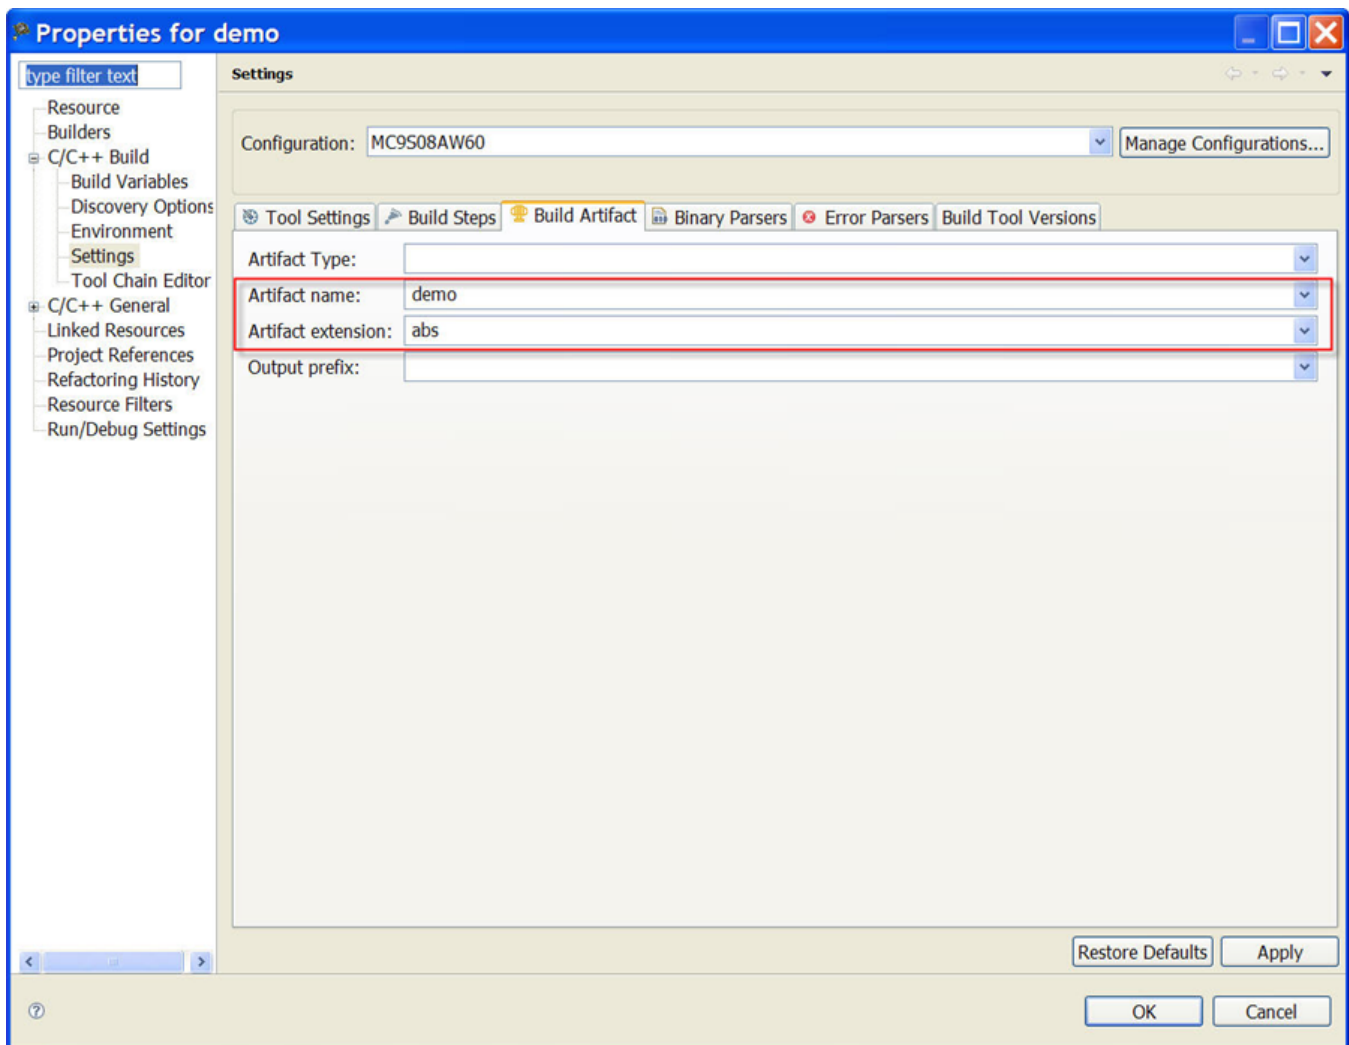 Properties for demo
type filter text
Resource
Builders
C/C++ Build
Build Variables
Discovery Options
Environment
Settings
Tool Chain Editor
C/C++ General
Linked Resources
Project References
Refactoring History
Resource Filters
Run/Debug Settings
Settings
Configuration: MC9S08AW60 Manage Configurations...
Tool Settings Build Steps Build Artifact Binary Parsers Error Parsers Build Tool Versions
Artifact Type:
Artifact name: demo
Artifact extension: abs
Output prefix:
Restore Defaults Apply
OK Cancel